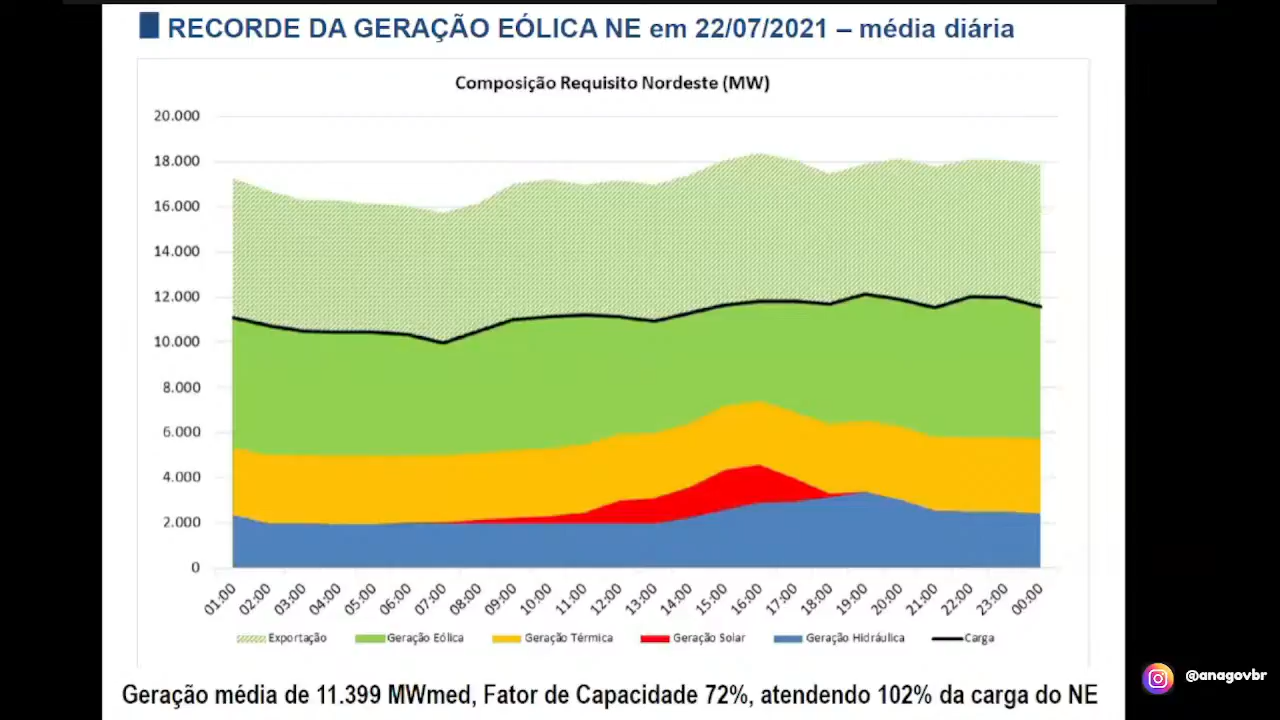 RECORDE DA GERAÇÃO EÓLICA NE em 22/07/2021 – média diária
Composição Requisito Nordeste (MW)
20.000
18.000
16.000
14.000
12.000
10.000
8.000
6.000
4.000
2.000
0
01:00 02:00 03:00 04:00 05:00 06:00 07:00 08:00 09:00 10:00 11:00 12:00 13:00 14:00 15:00 16:00 17:00 18:00 19:00 20:00 21:00 22:00 23:00 00:00
Exportação Geração Eólica Geração Térmica Geração Solar Geração Hidráulica Carga
Geração média de 11.399 MWmed, Fator de Capacidade 72%, atendendo 102% da carga do NE
@anagovbr